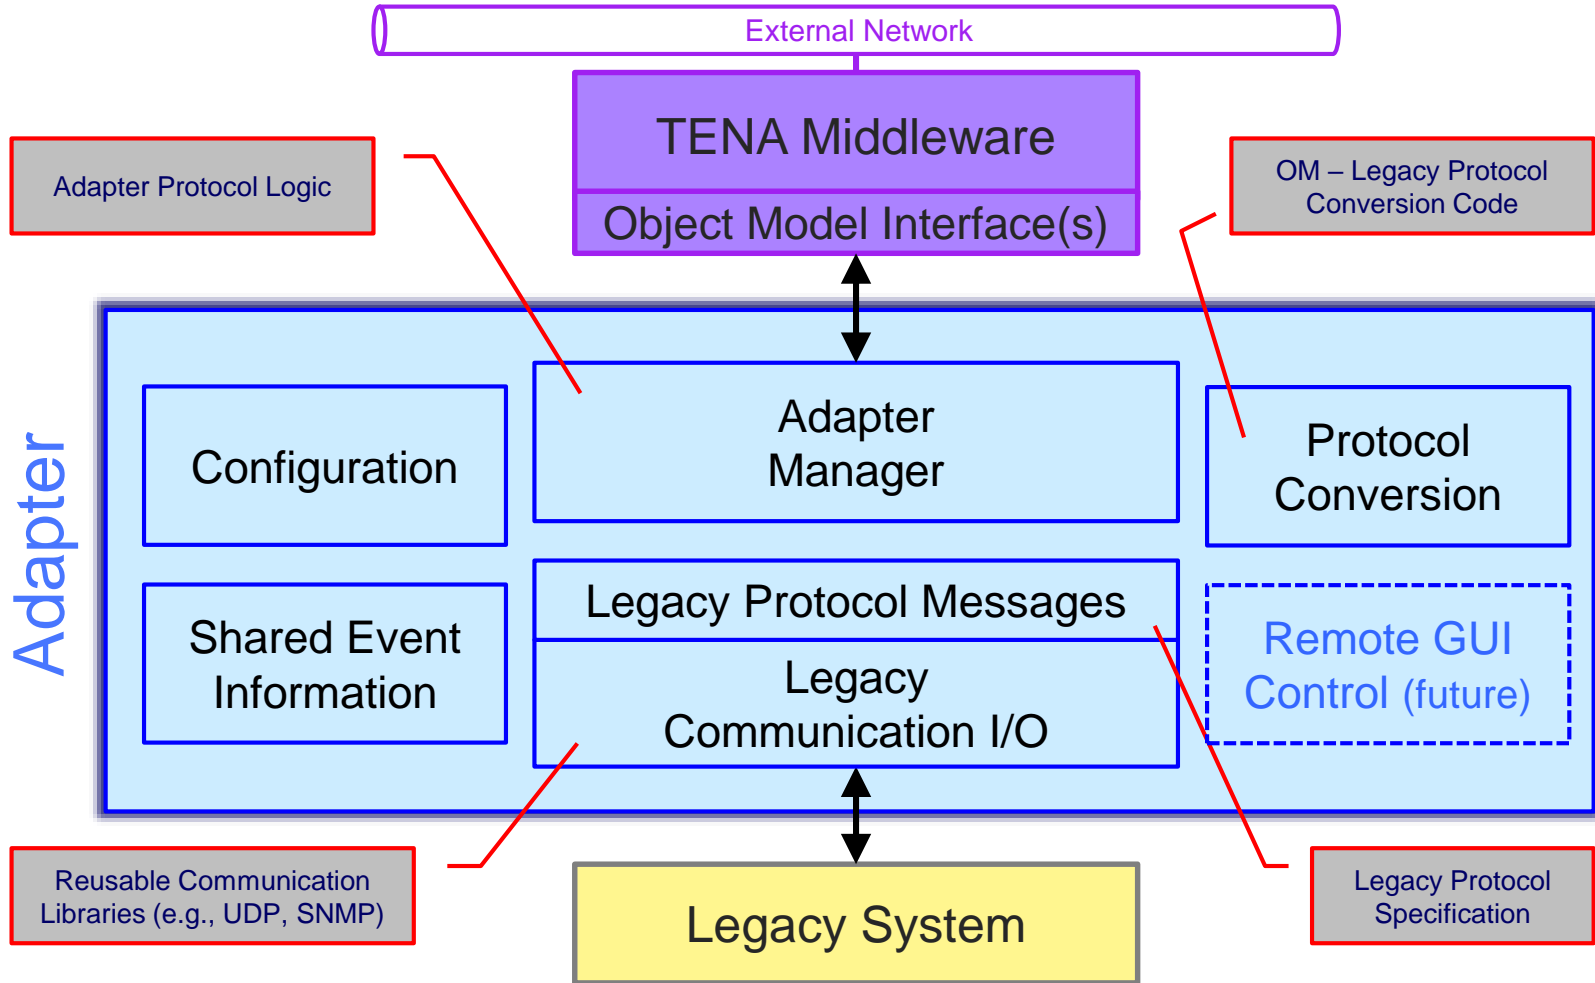 External Network
TENA Middleware
Object Model Interface(s)
Adapter Protocol Logic
OM – Legacy Protocol
Conversion Code
Adapter
Configuration
Adapter
Manager
Protocol
Conversion
Shared Event
Information
Legacy Protocol Messages
Legacy
Communication I/O
Remote GUI
Control (future)
Reusable Communication
Libraries (e.g., UDP, SNMP)
Legacy System
Legacy Protocol
Specification